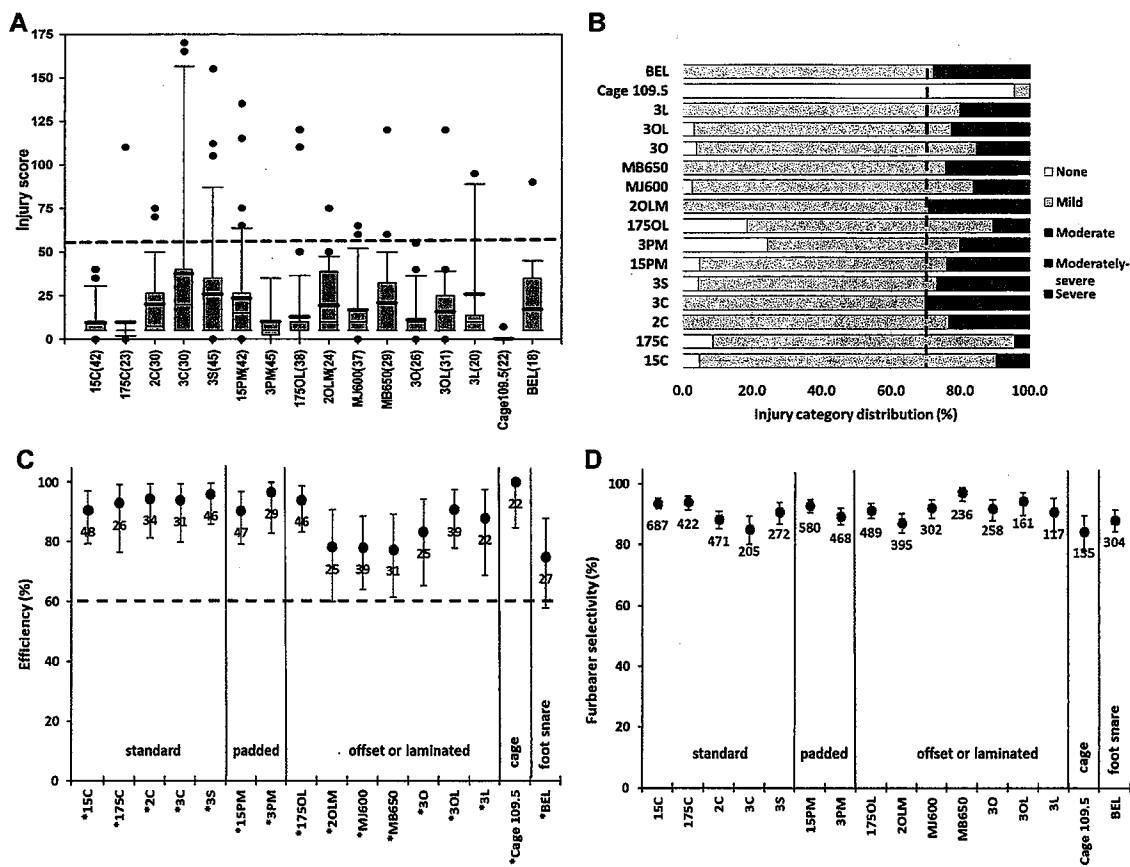 A
175
150
125
100
75
50
25
0
Injury score
15C(42)
175C(23)
2C(30)
3C(30)
3S(45)
15PM(42)
3PM(45)
175OL(38)
2OLM(24)
MJ600(37)
MB650(29)
3O(26)
3OL(31)
3L(20)
Cage109.5(22)
BEL(18)
B
BEL
Cage 109.5
3L
3OL
3O
MB650
MJ600
2OLM
175OL
3PM
15PM
3S
3C
2C
175C
15C
0.0 20.0 40.0 60.0 80.0 100.0
Injury category distribution (%)
None
Mild
Moderate
Moderately-
severe
Severe
C
100
80
60
40
20
0
Efficiency (%)
48 26 34 31 46 47 29 46 25 39 31 25 39 22 22 27
standard padded offset or laminated cage foot snare
*15C
*175C
*2C
*3C
*3S
*15PM
*3PM
*175OL
*2OLM
*MJ600
*MB650
*3O
*3OL
*3L
*Cage 109.5
*BEL
D
100
80
60
40
20
0
Furbearer selectivity (%)
687 422 471 205 272 580 468 489 395 302 236 258 161 117 135 304
standard padded offset or laminated cage foot snare
15C
175C
2C
3C
3S
15PM
3PM
175OL
2OLM
MJ600
MB650
3O
3OL
3L
Cage 109.5
BEL